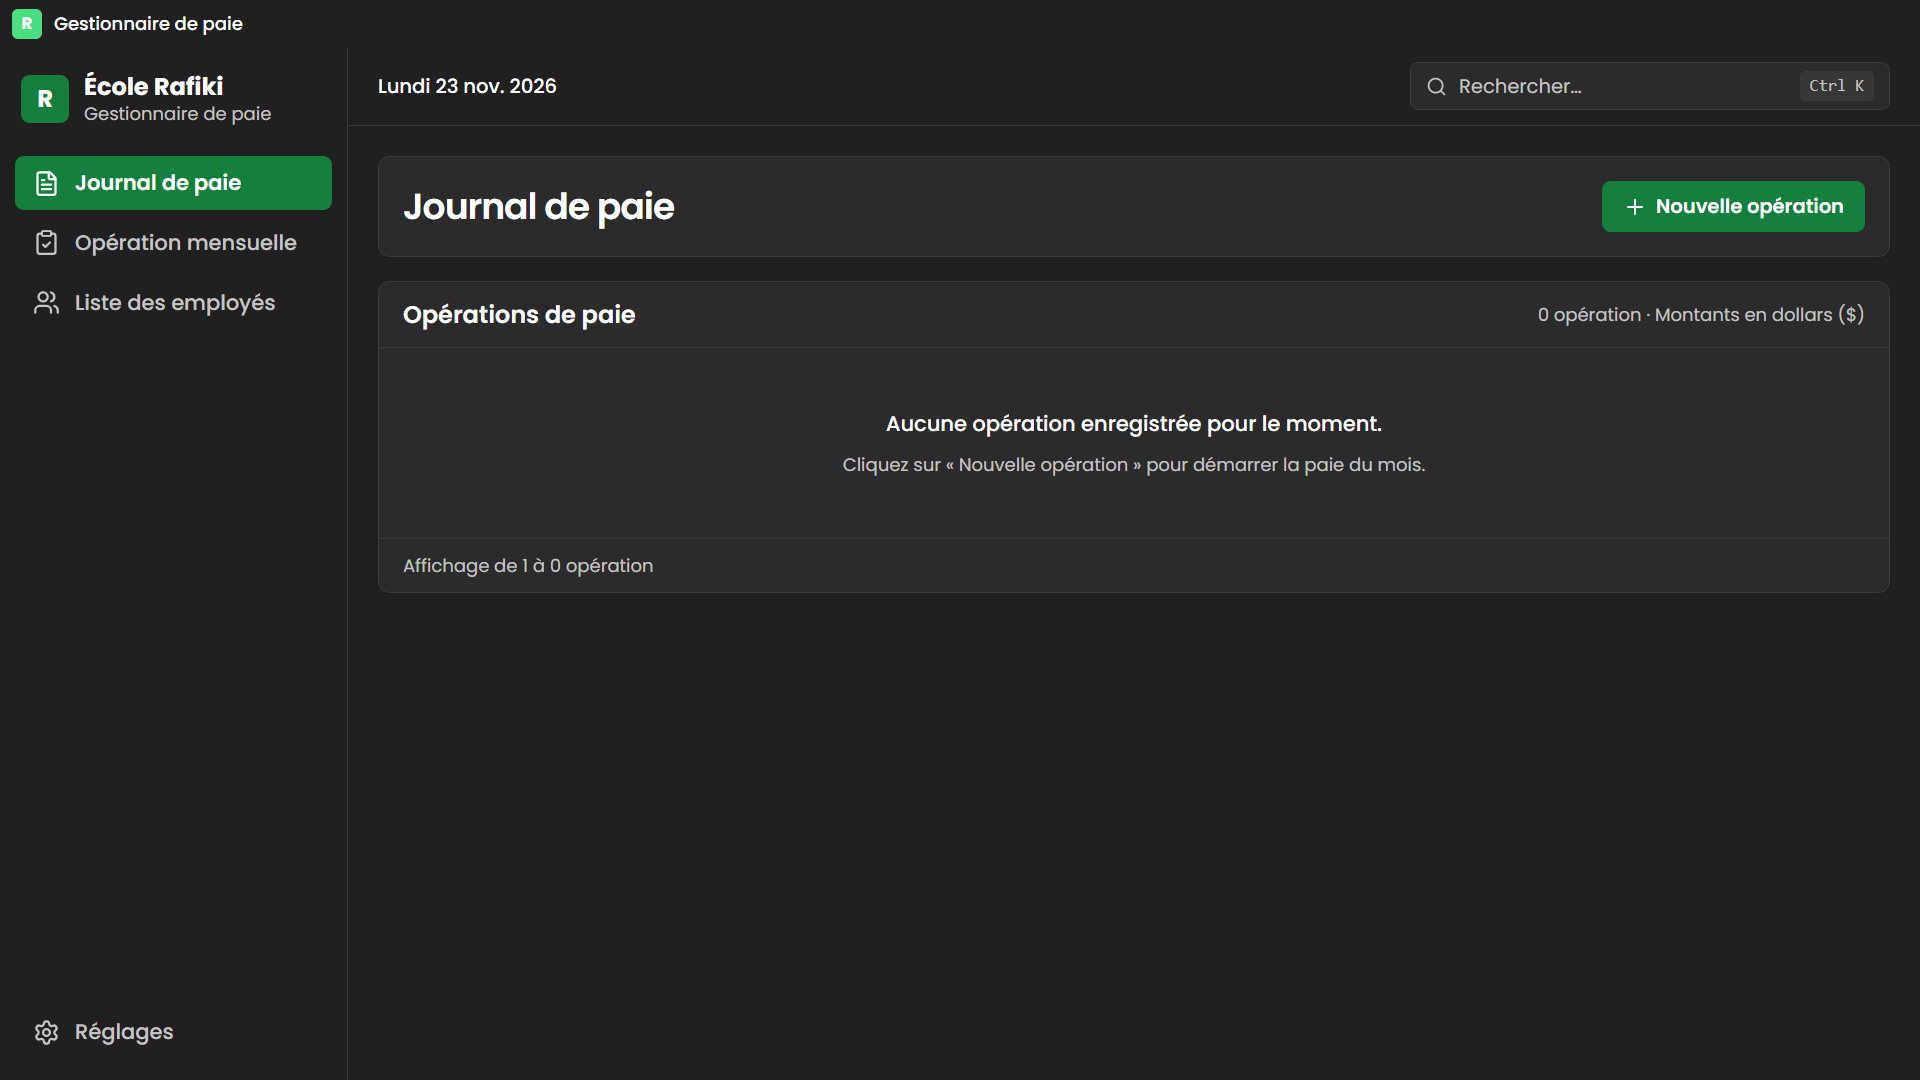 R Gestionnaire de paie
R École Rafiki
Gestionnaire de paie
Journal de paie
Opération mensuelle
Liste des employés
Réglages
Lundi 23 nov. 2026
Rechercher... Ctrl K
Journal de paie
Nouvelle opération
Opérations de paie
0 opération · Montants en dollars ($)
Aucune opération enregistrée pour le moment.
Cliquez sur « Nouvelle opération » pour démarrer la paie du mois.
Affichage de 1 à 0 opération